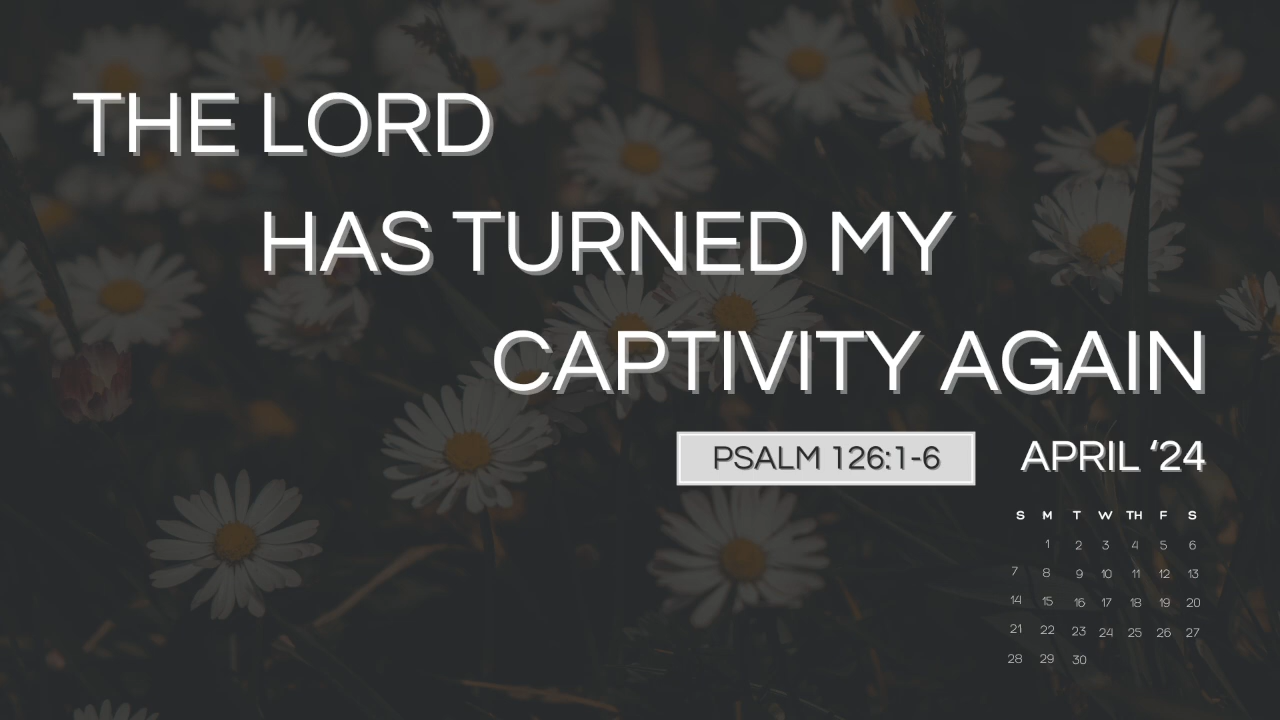 THE LORD
HAS TURNED MY
CAPTIVITY AGAIN
PSALM 126:1-6
APRIL ‘24
S M T W TH F S
1 2 3 4 5 6
7 8 9 10 11 12 13
14 15 16 17 18 19 20
21 22 23 24 25 26 27
28 29 30